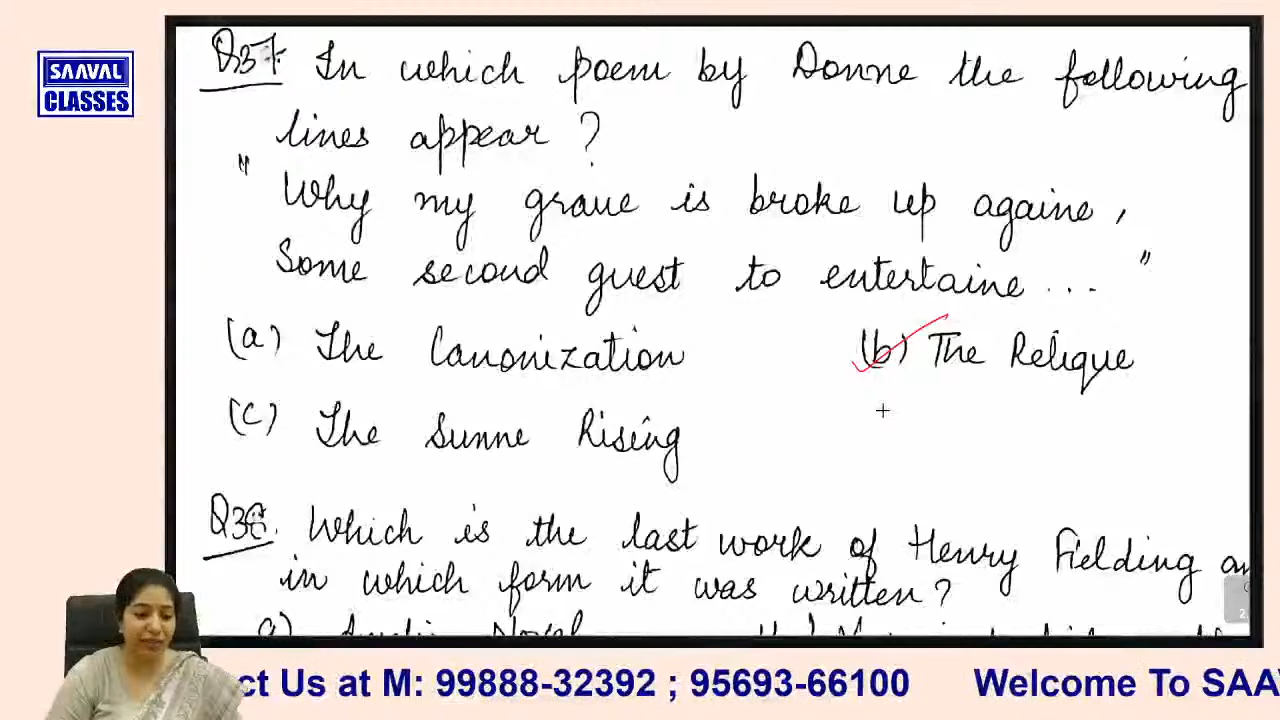 SAAVAL
CLASSES
Q37 In which poem by Donne the following
lines appear?
" Why my grave is broke up againe,
Some second guest to entertaine ... "
(a) The Canonization (b) The Relique
(c) The Sunne Rising
Q38. Which is the last work of Henry Fielding an
in which form it was written?
a)
ct Us at M: 99888-32392 ; 95693-66100 Welcome To SAA